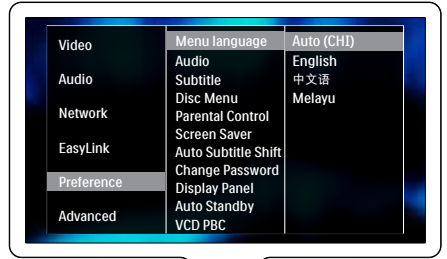 Video
Audio
Network
EasyLink
Preference
Advanced
Menu language
Audio
Subtitle
Disc Menu
Parental Control
Screen Saver
Auto Subtitle Shift
Change Password
Display Panel
Auto Standby
VCD PBC
Auto (CHI)
English
中文语
Melayu